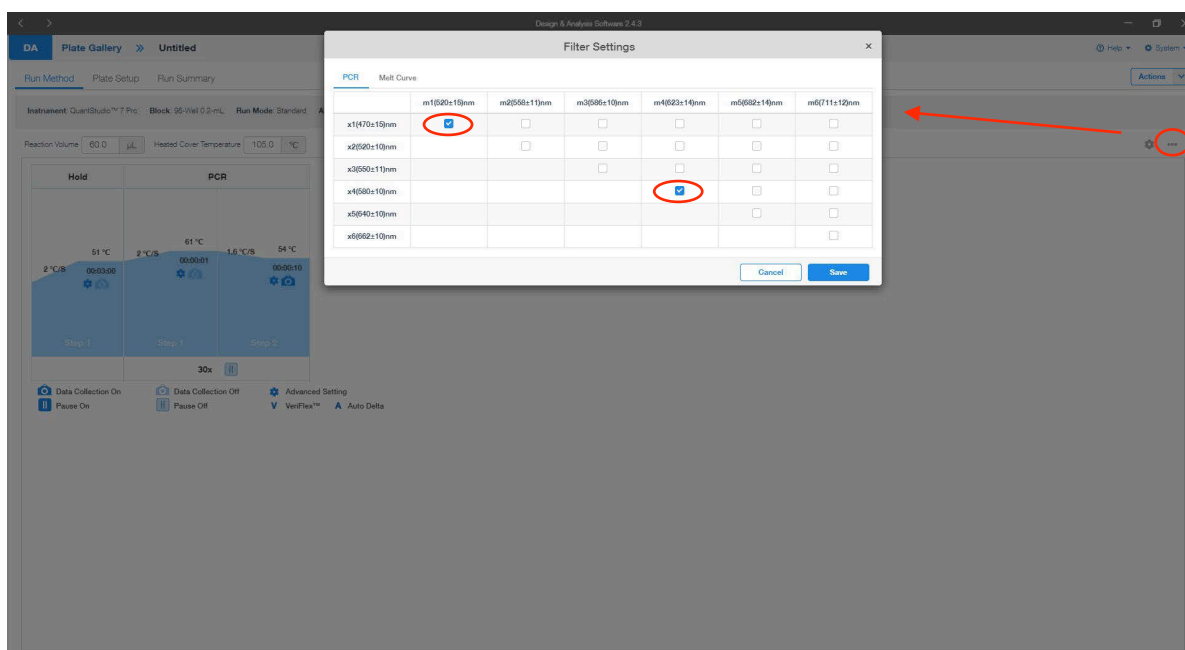 Design & Analysis Software 2.4.3
DA Plate Gallery » Untitled
Help System
Filter Settings
Run Method Plate Setup Run Summary
Actions
PCR Melt Curve
Instrument: QuantStudio™ 7 Pro Block: 96-Well 0.2-mL Run Mode: Standard A
Reaction Volume 60.0 µL Heated Cover Temperature 105.0 °C
m1(520±15)nm m2(558±11)nm m3(586±10)nm m4(623±14)nm m5(682±14)nm m6(711±12)nm
x1(470±15)nm
x2(520±10)nm
x3(550±11)nm
x4(580±10)nm
x5(640±10)nm
x6(662±10)nm
Cancel Save
Hold PCR
2 °C/S 51 °C 00:03:00
2 °C/S 61 °C 00:00:01
1.6 °C/S 54 °C 00:00:10
Step 1 Step 1 Step 2
30x
Data Collection On Data Collection Off Advanced Setting
Pause On Pause Off V VeriFlex™ A Auto Delta